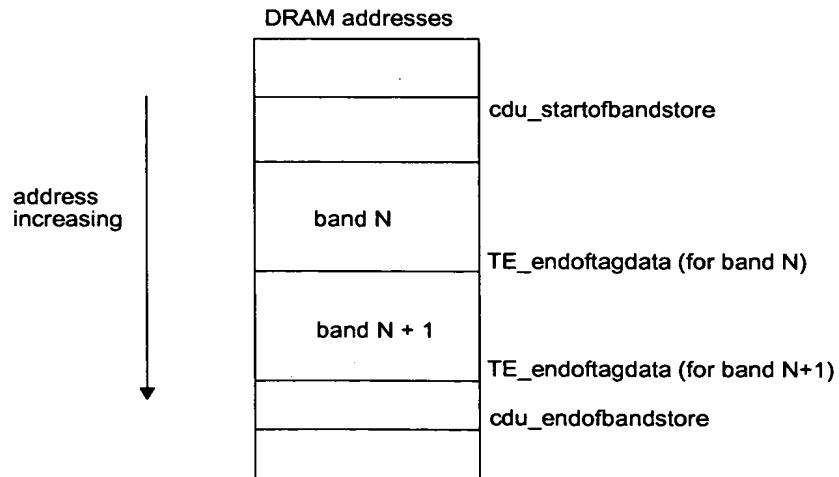 DRAM addresses
cdu_startofbandstore
address
increasing
band N
TE_endoftagdata (for band N)
band N + 1
TE_endoftagdata (for band N+1)
cdu_endofbandstore